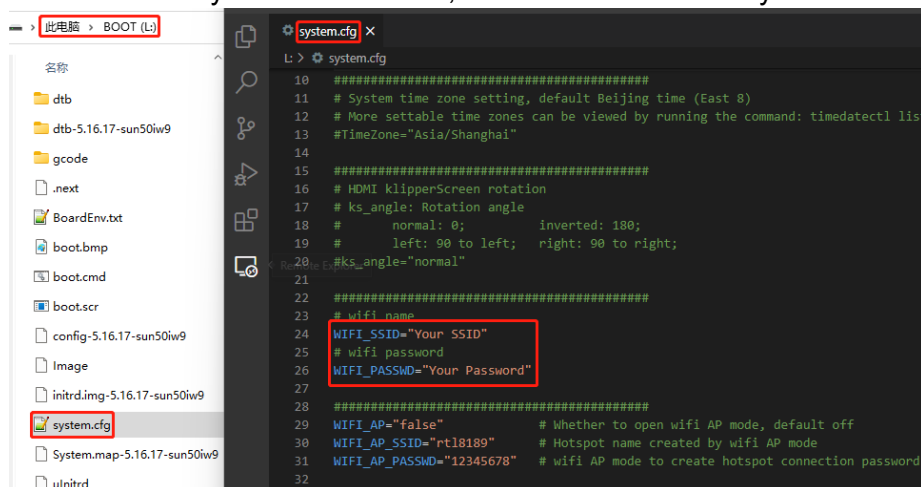 此电脑 > BOOT (L:)
名称
dtb
dtb-5.16.17-sun50iw9
gcode
.next
BoardEnv.txt
boot.bmp
boot.cmd
boot.scr
config-5.16.17-sun50iw9
Image
initrd.img-5.16.17-sun50iw9
system.cfg
System.map-5.16.17-sun50iw9
uInitrd
system.cfg ×
L: > system.cfg
10 ###########################################
11 # System time zone setting, default Beijing time (East 8)
12 # More settable time zones can be viewed by running the command: timedatectl lis
13 #TimeZone="Asia/Shanghai"
14
15 ###########################################
16 # HDMI klipperScreen rotation
17 # ks_angle: Rotation angle
18 # normal: 0; inverted: 180;
19 # left: 90 to left; right: 90 to right;
20 #ks_angle="normal"
21
22 ###########################################
23 # wifi name
24 WIFI_SSID="Your SSID"
25 # wifi password
26 WIFI_PASSWD="Your Password"
27
28 ###########################################
29 WIFI_AP="false" # Whether to open wifi AP mode, default off
30 WIFI_AP_SSID="rtl8189" # Hotspot name created by wifi AP mode
31 WIFI_AP_PASSWD="12345678" # wifi AP mode to create hotspot connection password
32